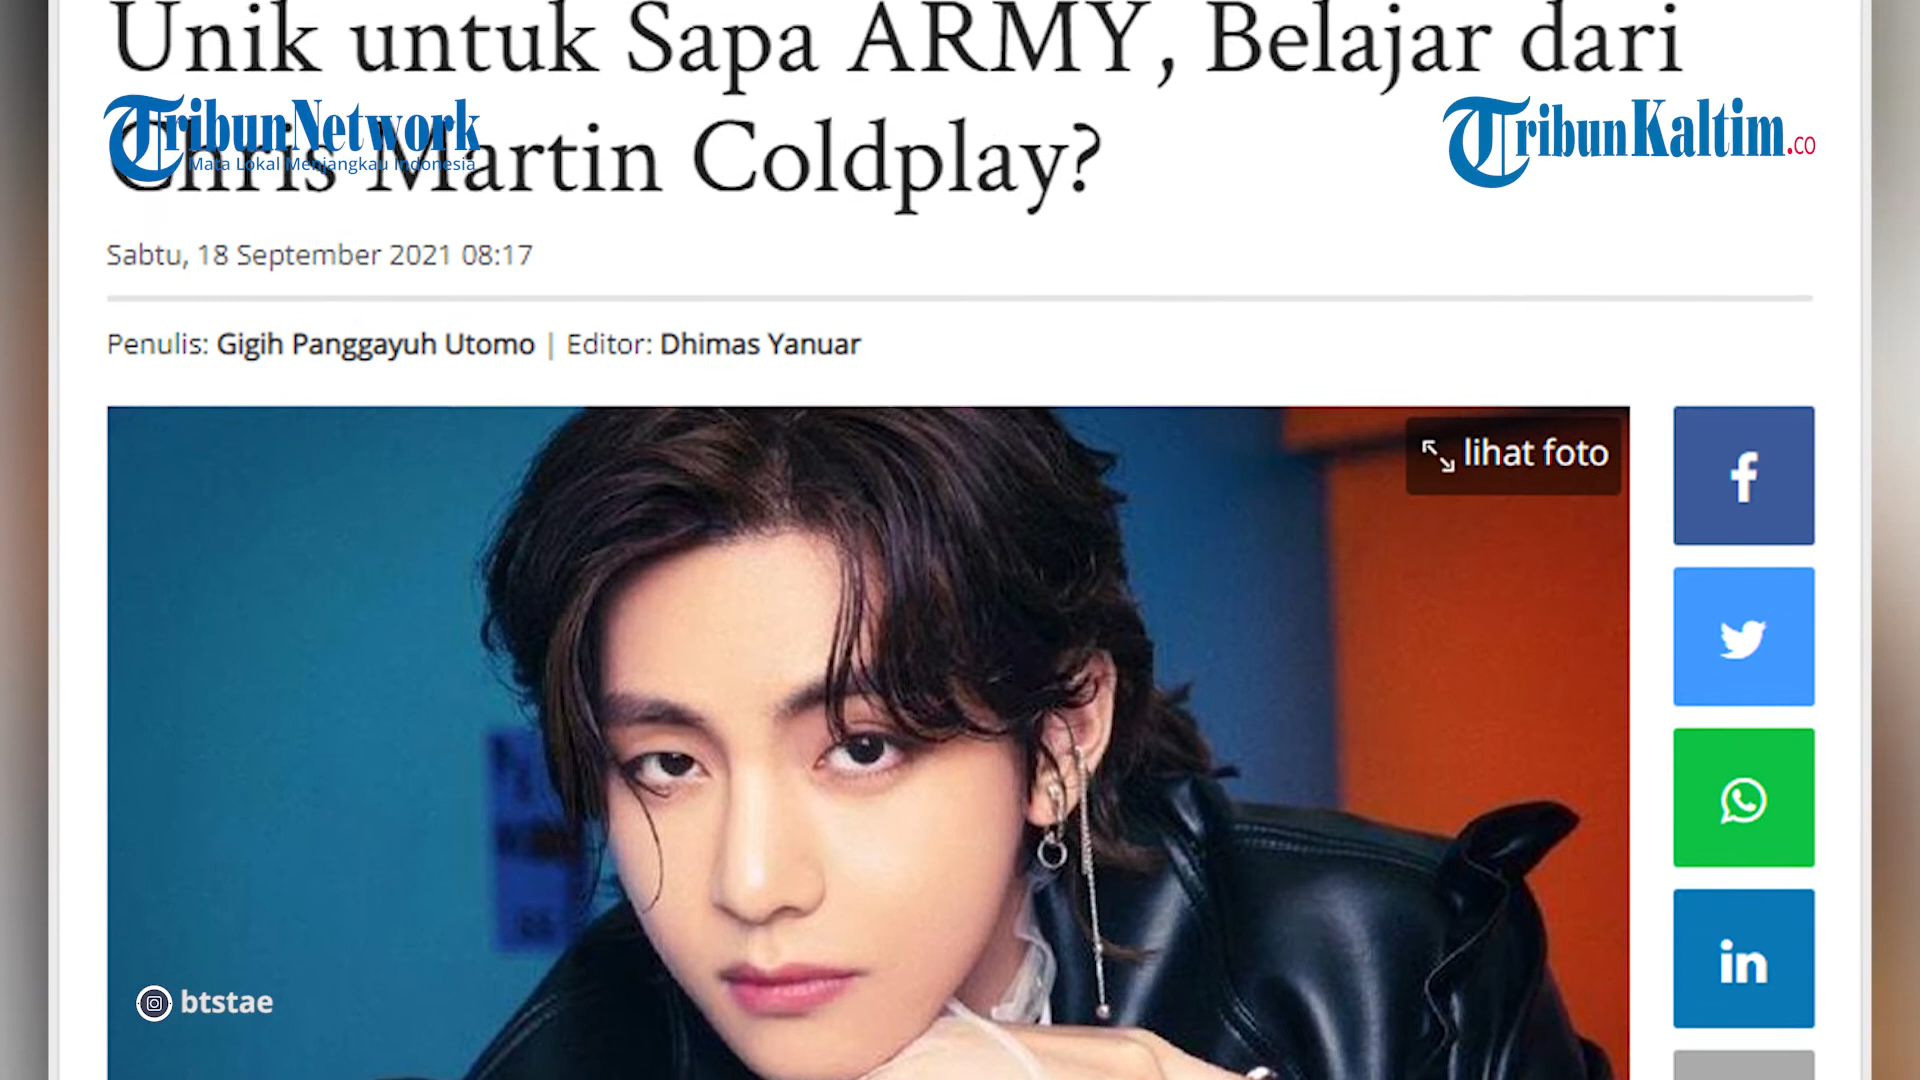 Unik untuk Sapa ARMY, Belajar dari
TribunNetwork
Mata Lokal Menjangkau Indonesia
TribunKaltim.co
Chris Martin Coldplay?
Sabtu, 18 September 2021 08:17
Penulis: Gigih Panggayuh Utomo | Editor: Dhimas Yanuar
lihat foto
f
in
btstae